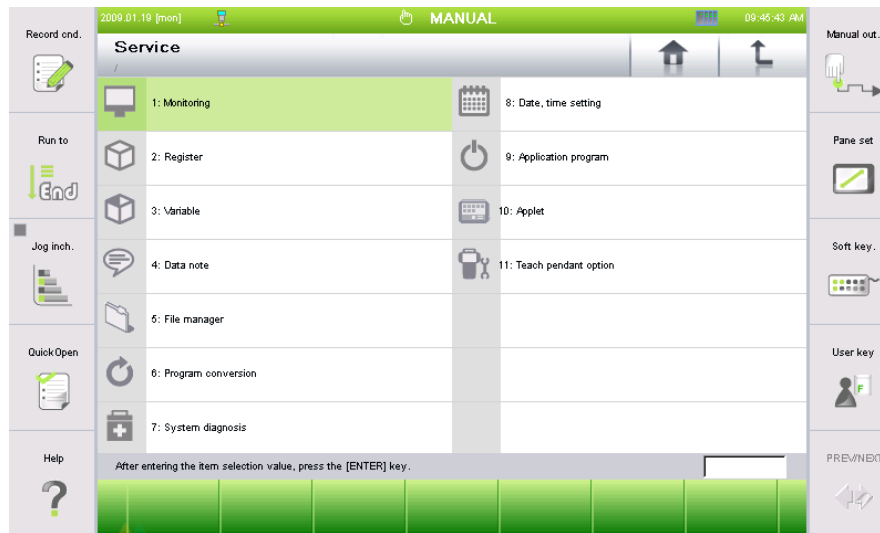 2009.01.19 [mon]
MANUAL
09:45:43 AM
Record cnd.
Run to
End
Jog inch.
QuickOpen
Help
Service
/
1: Monitoring
2: Register
3: Variable
4: Data note
5: File manager
6: Program conversion
7: System diagnosis
8: Date, time setting
9: Application program
10: Applet
11: Teach pendant option
After entering the item selection value, press the [ENTER] key.
Manual out.
Pane set
Soft key.
User key
F
PREV/NEXT